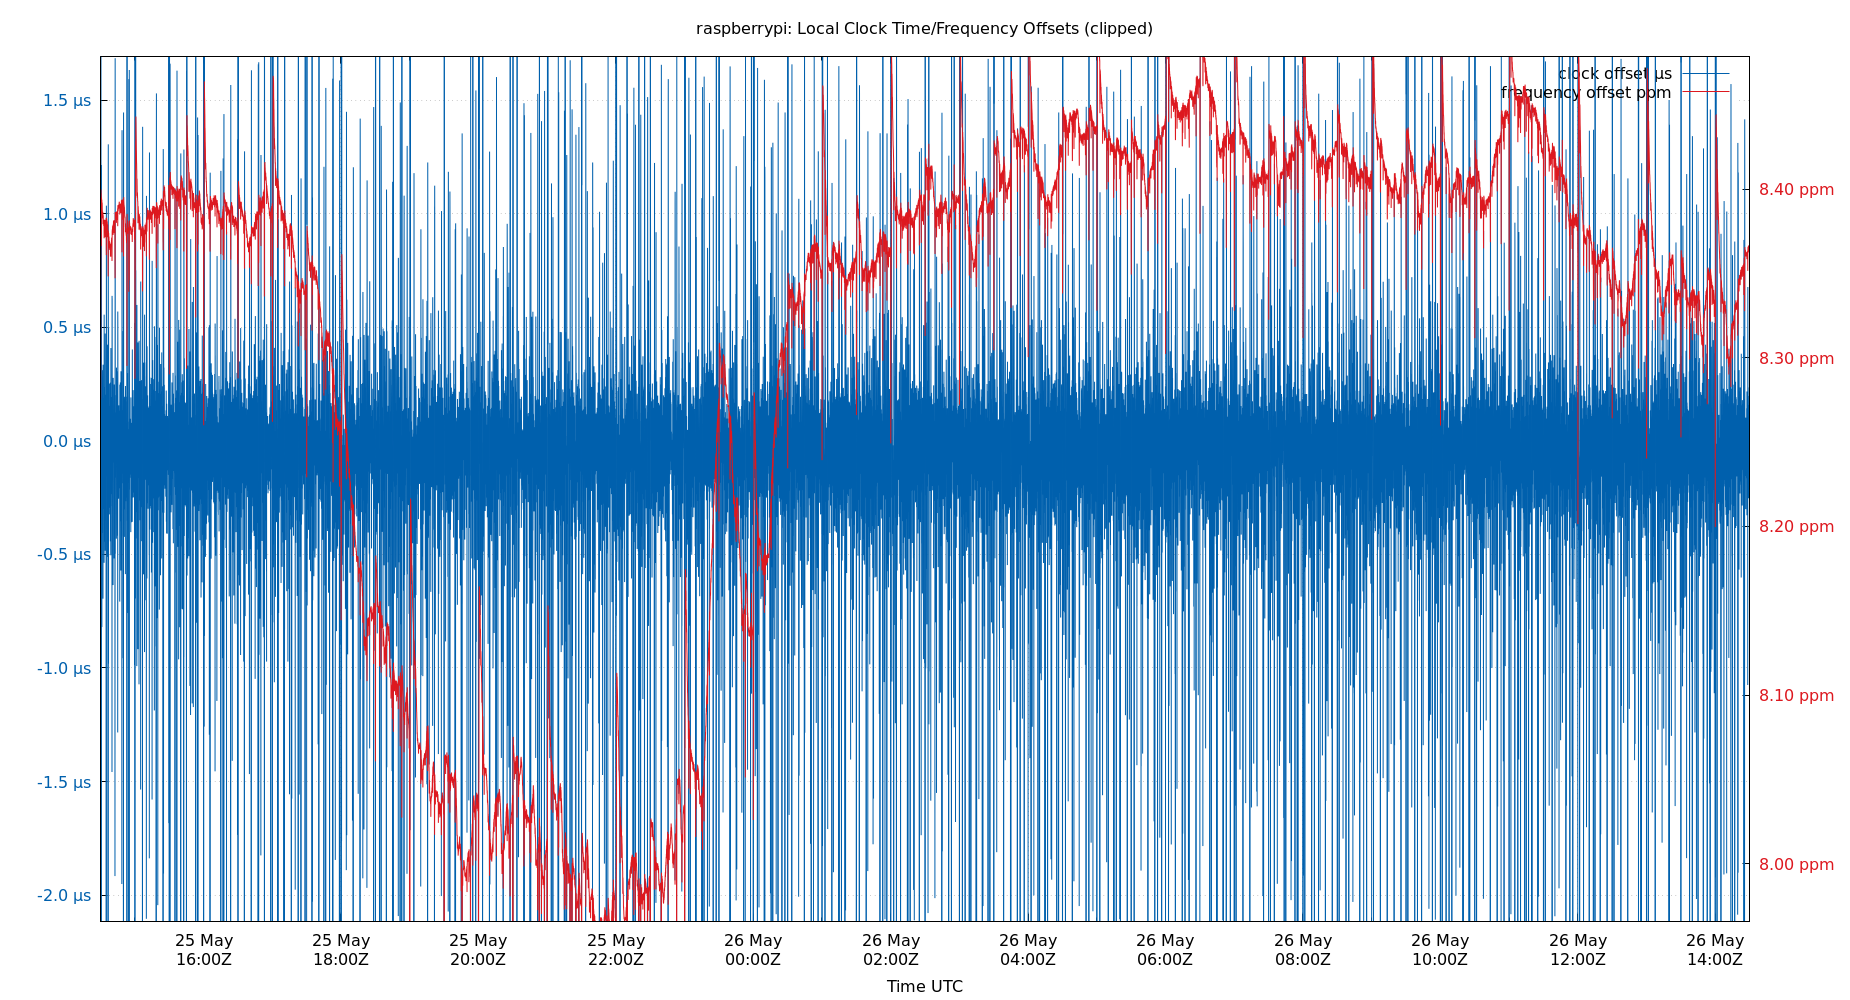 raspberrypi: Local Clock Time/Frequency Offsets (clipped)
clock offset µs
frequency offset ppm
1.5 µs
1.0 µs
0.5 µs
0.0 µs
-0.5 µs
-1.0 µs
-1.5 µs
-2.0 µs
8.40 ppm
8.30 ppm
8.20 ppm
8.10 ppm
8.00 ppm
25 May 25 May 25 May 25 May 26 May 26 May 26 May 26 May 26 May 26 May 26 May 26 May
16:00Z 18:00Z 20:00Z 22:00Z 00:00Z 02:00Z 04:00Z 06:00Z 08:00Z 10:00Z 12:00Z 14:00Z
Time UTC